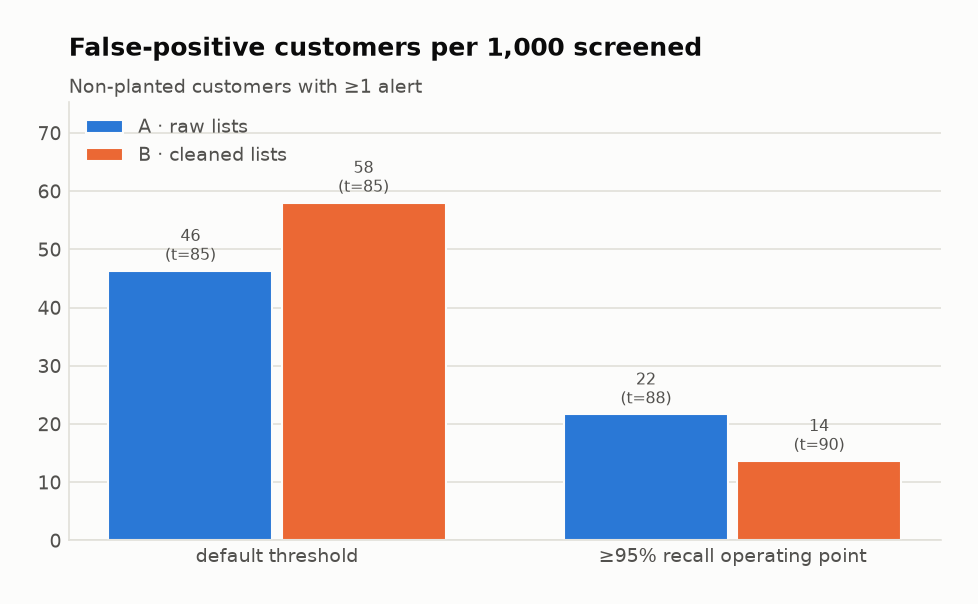 False-positive customers per 1,000 screened
Non-planted customers with ≥1 alert
A · raw lists
B · cleaned lists
70
60
50
40
30
20
10
0
46
(t=85)
58
(t=85)
22
(t=88)
14
(t=90)
default threshold
≥95% recall operating point